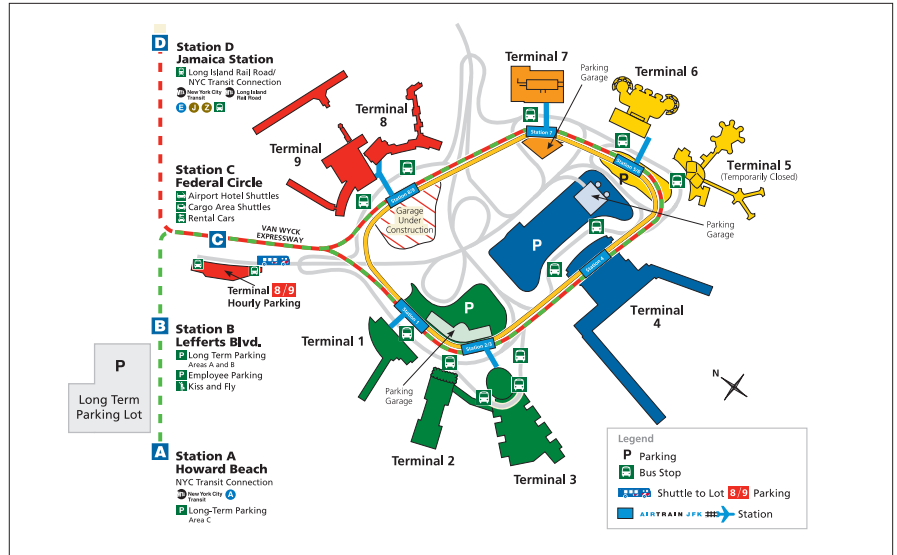 D
Station D
Jamaica Station
Long Island Rail Road/
NYC Transit Connection
New York City
Transit
Long Island
Rail Road
E J Z
Station C
Federal Circle
Airport Hotel Shuttles
Cargo Area Shuttles
Rental Cars
C
VAN WYCK
EXPRESSWAY
Terminal 8/9
Hourly Parking
B
Station B
Lefferts Blvd.
P Long Term Parking
Areas A and B
P Employee Parking
Kiss and Fly
P
Long Term
Parking Lot
A
Station A
Howard Beach
NYC Transit Connection
New York City
Transit
A
P Long-Term Parking
Area C
Terminal
9
Terminal
8
Station 8/9
Garage
Under
Construction
Terminal 7
Parking
Garage
Station 7
Terminal 6
Station 5/6
P
Terminal 5
(Temporarily Closed)
Parking
Garage
P
Station 4
Terminal
4
Terminal 1
Station 1
P
Station 2/3
Parking
Garage
Terminal 2
Terminal 3
N
Legend
P Parking
Bus Stop
Shuttle to Lot 8/9 Parking
AIRTRAIN JFK Station